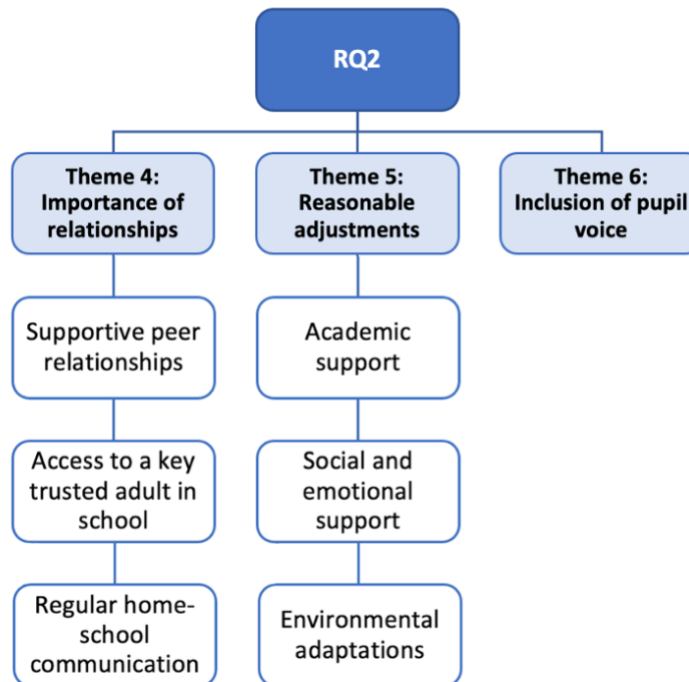 RQ2
Theme 4:
Importance of
relationships
Theme 5:
Reasonable
adjustments
Theme 6:
Inclusion of pupil
voice
Supportive peer
relationships
Academic
support
Access to a key
trusted adult in
school
Social and
emotional
support
Regular home-
school
communication
Environmental
adaptations